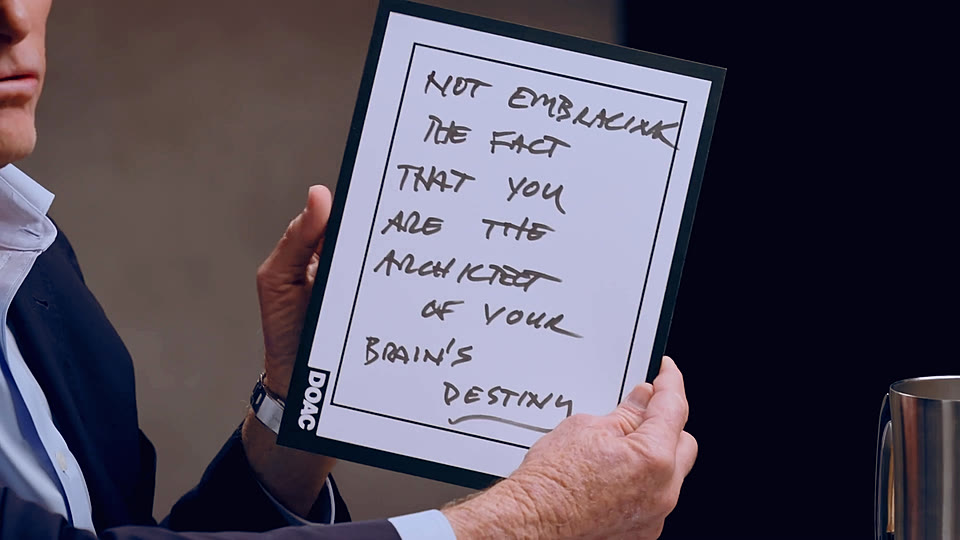 NOT EMBRACING
THE FACT
THAT YOU
ARE THE
ARCHITECT
OF YOUR
BRAIN'S
DESTINY
DOAC